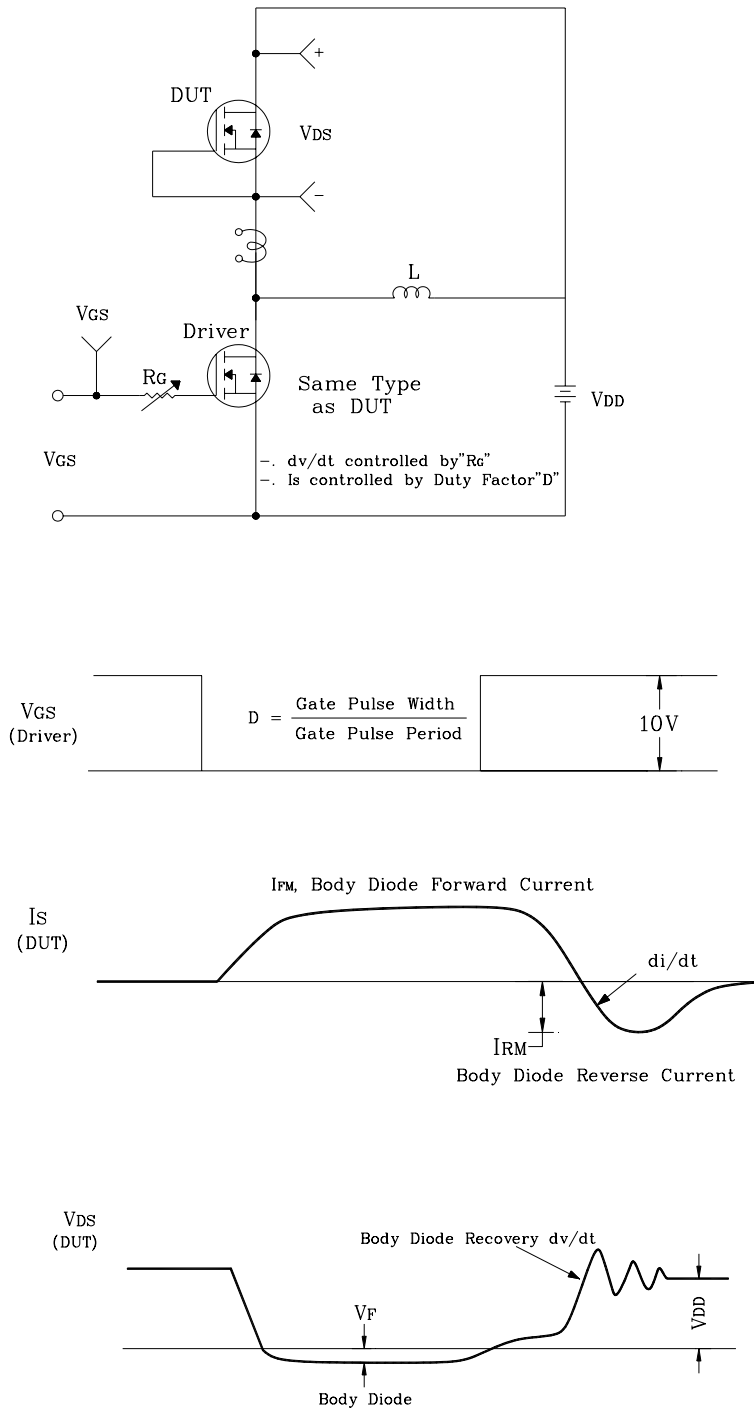 +
DUT
VDS
-
L
VGS
Driver
RG
Same Type
as DUT
VDD
VGS
-. dv/dt controlled by"RG"
-. Is controlled by Duty Factor"D"
VGS
(Driver)
D = Gate Pulse Width
Gate Pulse Period
10V
IFM, Body Diode Forward Current
IS
(DUT)
di/dt
IRM
Body Diode Reverse Current
VDS
(DUT)
Body Diode Recovery dv/dt
VF
VDD
Body Diode